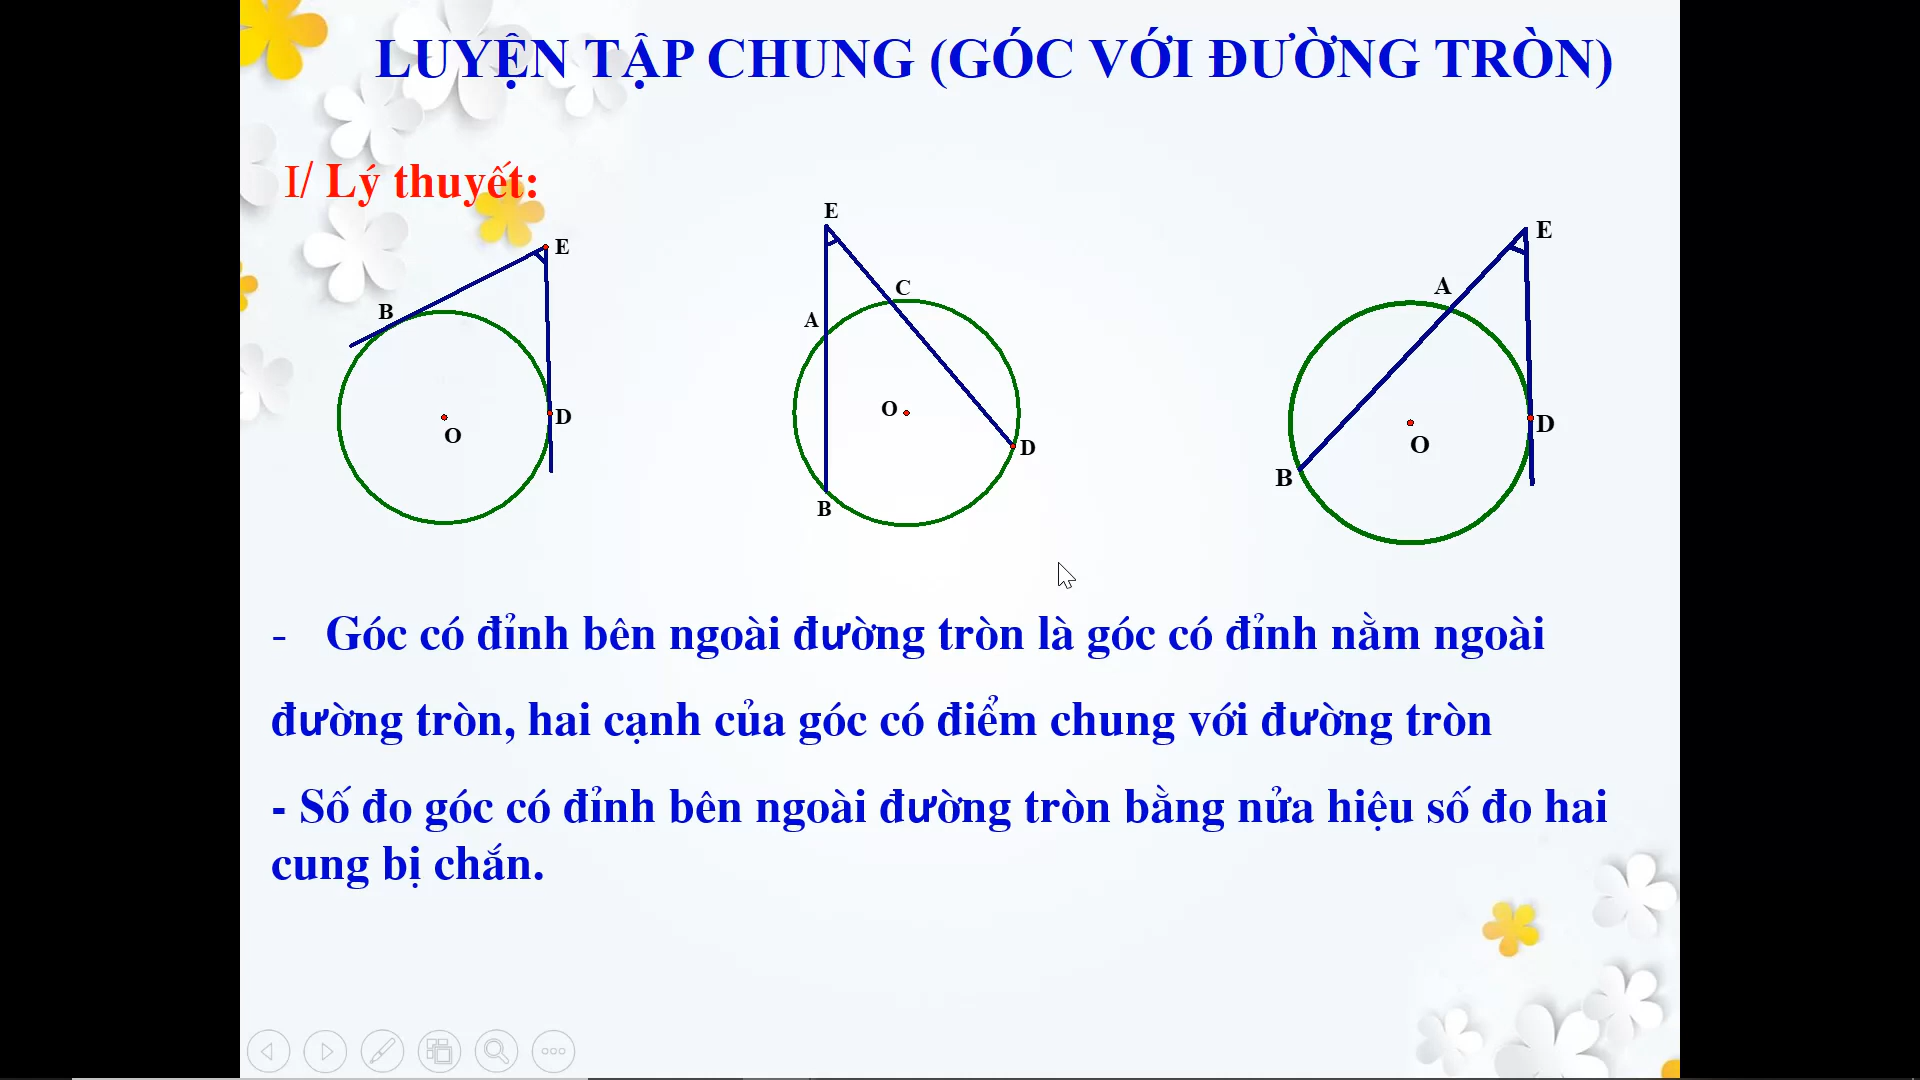 LUYỆN TẬP CHUNG (GÓC VỚI ĐƯỜNG TRÒN)
I/ Lý thuyết:
E
B
D
O
E
C
A
O
D
B
E
A
D
O
B
- Góc có đỉnh bên ngoài đường tròn là góc có đỉnh nằm ngoài
đường tròn, hai cạnh của góc có điểm chung với đường tròn
- Số đo góc có đỉnh bên ngoài đường tròn bằng nửa hiệu số đo hai
cung bị chắn.